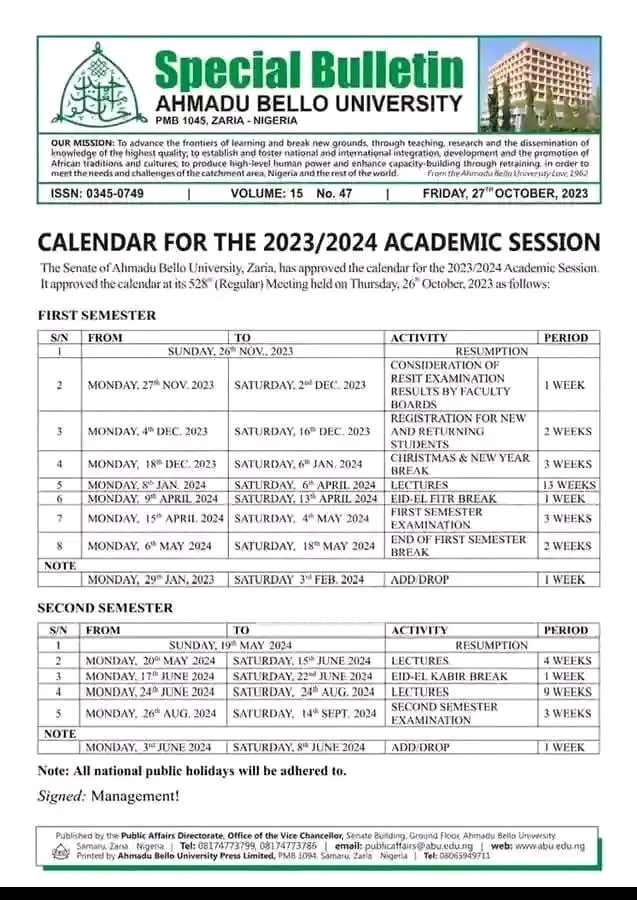 Special Bulletin
AHMADU BELLO UNIVERSITY
PMB 1045, ZARIA - NIGERIA
OUR MISSION: To advance the frontiers of learning and break new grounds, through teaching, research and the dissemination of
knowledge of the highest quality; to establish and foster national and international integration, development and the promotion of
African traditions and cultures; to produce high-level human power and enhance capacity-building through retraining, in order to
meet the needs and challenges of the catchment area, Nigeria and the rest of the world. From the Ahmadu Bello University Law, 1962
ISSN: 0345-0749 | VOLUME: 15 No. 47 | FRIDAY, 27TH OCTOBER, 2023
CALENDAR FOR THE 2023/2024 ACADEMIC SESSION
The Senate of Ahmadu Bello University, Zaria, has approved the calendar for the 2023/2024 Academic Session.
It approved the calendar at its 528th (Regular) Meeting held on Thursday, 26th October, 2023 as follows:
FIRST SEMESTER
S/N FROM TO ACTIVITY PERIOD
1 SUNDAY, 26th NOV., 2023 RESUMPTION
2 MONDAY, 27th NOV. 2023 SATURDAY, 2nd DEC. 2023 CONSIDERATION OF
RESIT EXAMINATION
RESULTS BY FACULTY
BOARDS 1 WEEK
3 MONDAY, 4th DEC. 2023 SATURDAY, 16th DEC. 2023 REGISTRATION FOR NEW
AND RETURNING
STUDENTS 2 WEEKS
4 MONDAY, 18th DEC. 2023 SATURDAY, 6th JAN. 2024 CHRISTMAS & NEW YEAR
BREAK 3 WEEKS
5 MONDAY, 8th JAN. 2024 SATURDAY, 6th APRIL 2024 LECTURES 13 WEEKS
6 MONDAY, 9th APRIL 2024 SATURDAY, 13th APRIL 2024 EID-EL FITR BREAK 1 WEEK
7 MONDAY, 15th APRIL 2024 SATURDAY, 4th MAY 2024 FIRST SEMESTER
EXAMINATION 3 WEEKS
8 MONDAY, 6th MAY 2024 SATURDAY, 18th MAY 2024 END OF FIRST SEMESTER
BREAK 2 WEEKS
NOTE
MONDAY, 29th JAN, 2023 SATURDAY 3rd FEB. 2024 ADD/DROP 1 WEEK
SECOND SEMESTER
S/N FROM TO ACTIVITY PERIOD
1 SUNDAY, 19th MAY 2024 RESUMPTION
2 MONDAY, 20th MAY 2024 SATURDAY, 15th JUNE 2024 LECTURES 4 WEEKS
3 MONDAY, 17th JUNE 2024 SATURDAY, 22nd JUNE 2024 EID-EL KABIR BREAK 1 WEEK
4 MONDAY, 24th JUNE 2024 SATURDAY, 24th AUG. 2024 LECTURES 9 WEEKS
5 MONDAY, 26th AUG. 2024 SATURDAY, 14th SEPT. 2024 SECOND SEMESTER
EXAMINATION 3 WEEKS
NOTE
MONDAY, 3rd JUNE 2024 SATURDAY, 8th JUNE 2024 ADD/DROP 1 WEEK
Note: All national public holidays will be adhered to.
Signed: Management!
Published by the Public Affairs Directorate, Office of the Vice Chancellor, Senate Building, Ground Floor, Ahmadu Bello University
Samaru, Zaria Nigeria | Tel: 08174773799, 08174773786 | email: publicaffairs@abu.edu.ng | web: www.abu.edu.ng
Printed by Ahmadu Bello University Press Limited, PMB 1094, Samaru, Zaria Nigeria | Tel: 08065949711